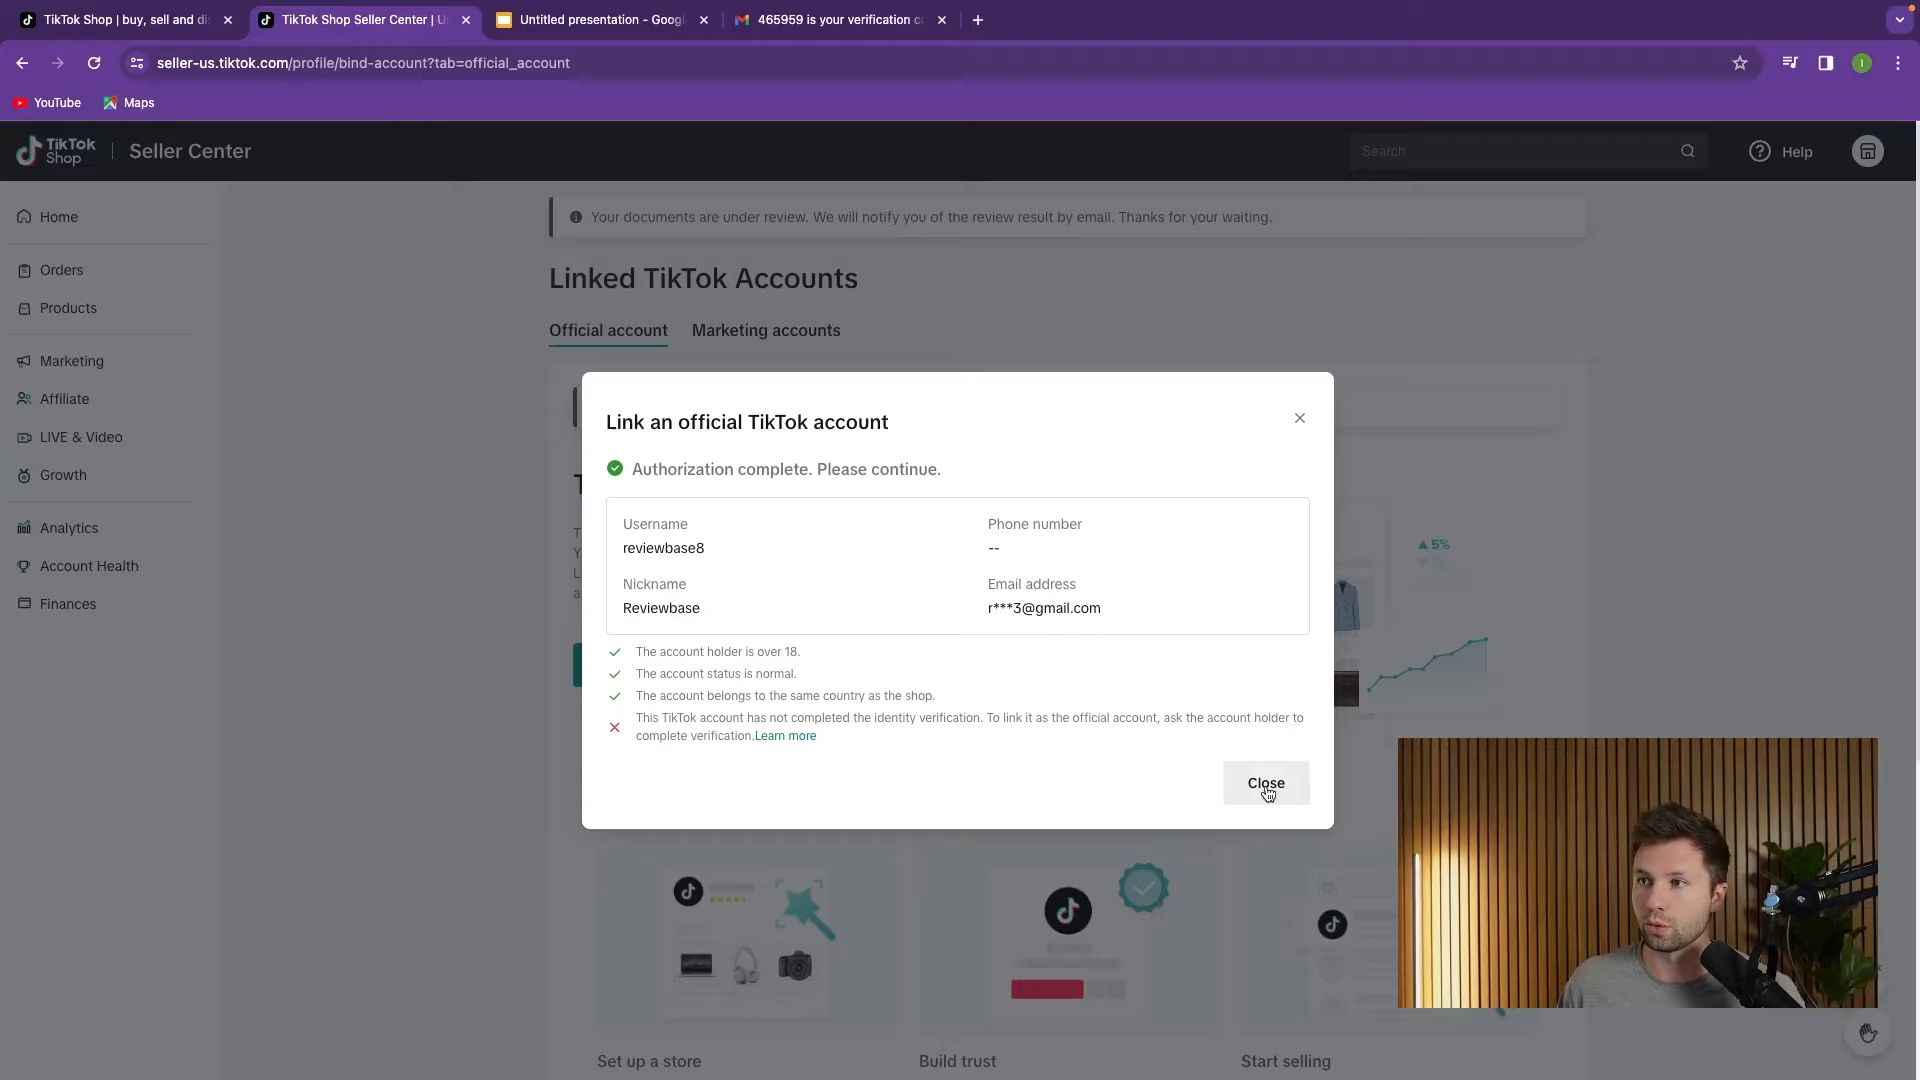 TikTok Shop | buy, sell and di
TikTok Shop Seller Center | U
Untitled presentation - Googl
465959 is your verification c
seller-us.tiktok.com/profile/bind-account?tab=official_account
I
YouTube
Maps
TikTok
Shop
Seller Center
Search
Help
Home
Orders
Products
Marketing
Affiliate
LIVE & Video
Growth
Analytics
Account Health
Finances
Your documents are under review. We will notify you of the review result by email. Thanks for your waiting.
Linked TikTok Accounts
Official account
Marketing accounts
Link an official TikTok account
Authorization complete. Please continue.
Username
reviewbase8
Phone number
--
Nickname
Reviewbase
Email address
r***3@gmail.com
The account holder is over 18.
The account status is normal.
The account belongs to the same country as the shop.
This TikTok account has not completed the identity verification. To link it as the official account, ask the account holder to
complete verification.Learn more
Close
5%
Set up a store
Build trust
Start selling